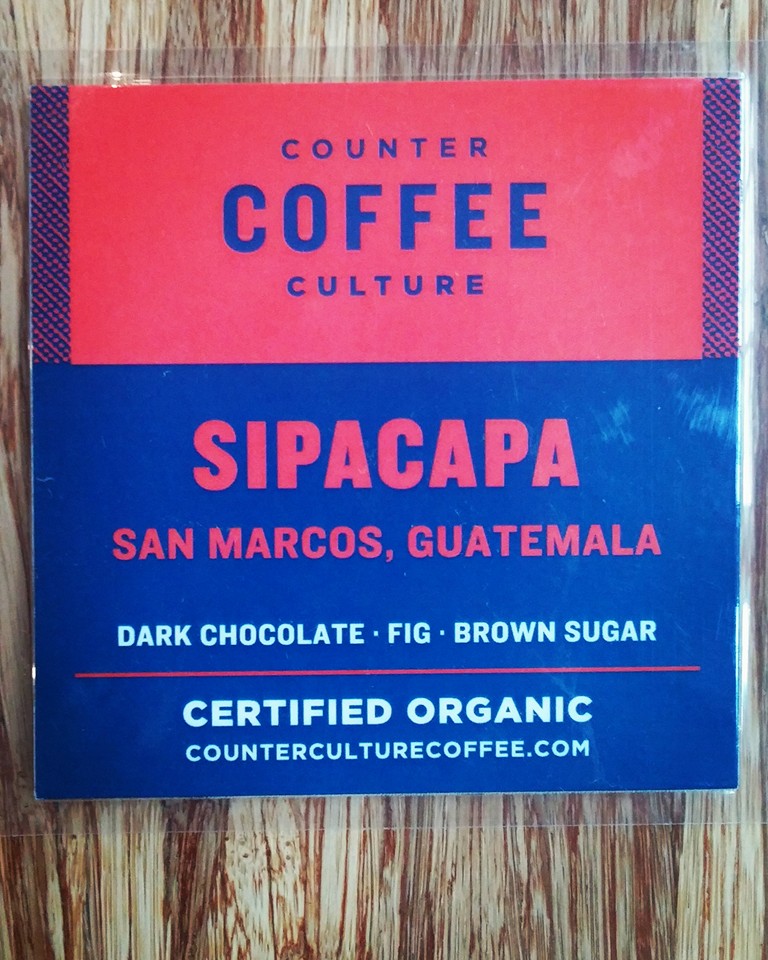 COUNTER
COFFEE
CULTURE
SIPACAPA
SAN MARCOS, GUATEMALA
DARK CHOCOLATE · FIG · BROWN SUGAR
CERTIFIED ORGANIC
COUNTERCULTURECOFFEE.COM